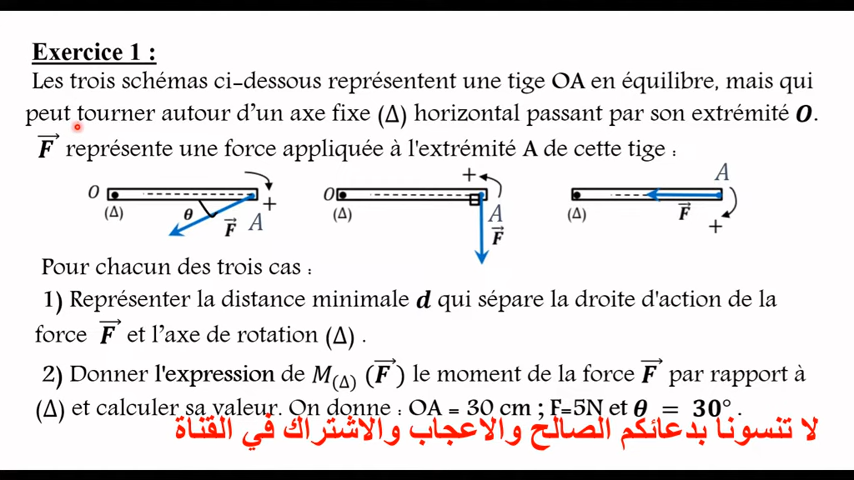 Exercice 1 :
Les trois schémas ci-dessous représentent une tige OA en équilibre, mais qui
peut tourner autour d'un axe fixe (Δ) horizontal passant par son extrémité O.
F⃗ représente une force appliquée à l'extrémité A de cette tige :
O (Δ) θ F⃗ A +
O (Δ) + A F⃗
(Δ) F⃗ A +
Pour chacun des trois cas :
1) Représenter la distance minimale d qui sépare la droite d'action de la
force F⃗ et l'axe de rotation (Δ) .
2) Donner l'expression de M(Δ) (F⃗) le moment de la force F⃗ par rapport à
(Δ) et calculer sa valeur. On donne : OA = 30 cm ; F=5N et θ = 30° .
لا تنسونا بدعائكم الصالح والاعجاب والاشتراك في القناة